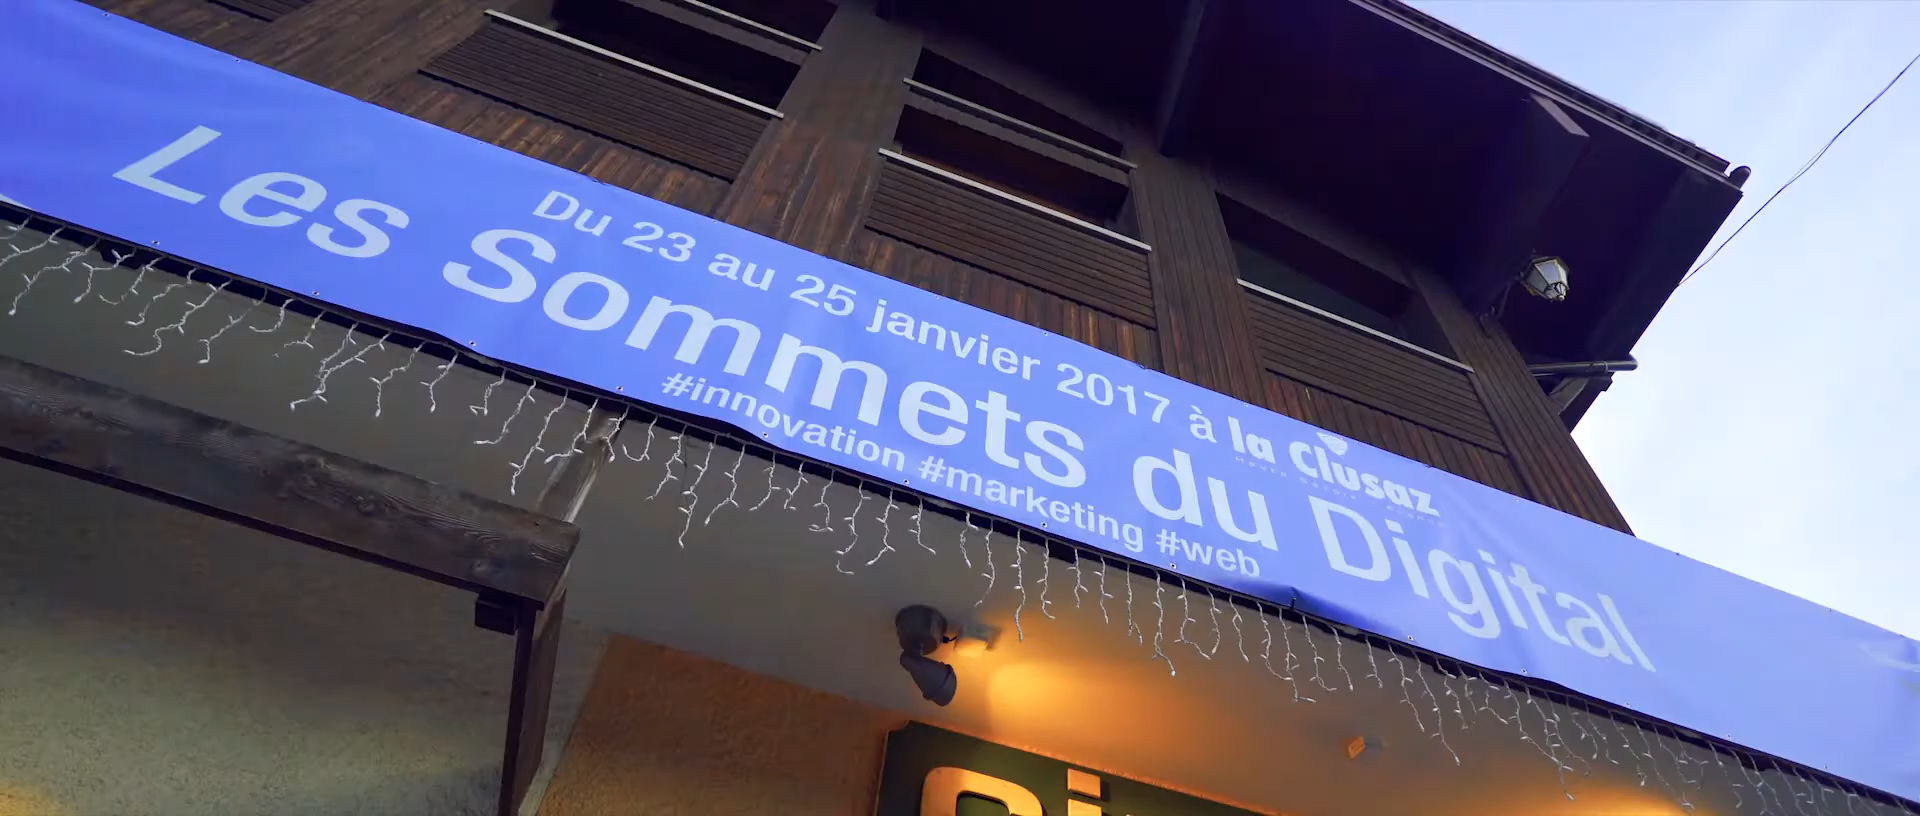 Du 23 au 25 janvier 2017 à la Clusaz
Les Sommets du Digital
#innovation #marketing #web